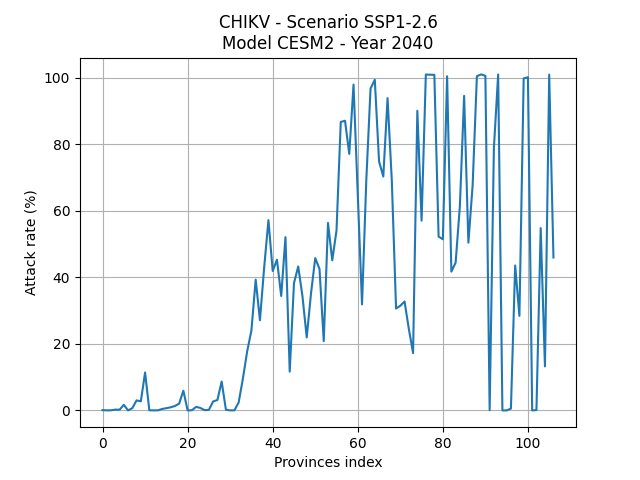 CHIKV - Scenario SSP1-2.6
Model CESM2 - Year 2040
100
80
60
40
20
0
Attack rate (%)
0 20 40 60 80 100
Provinces index